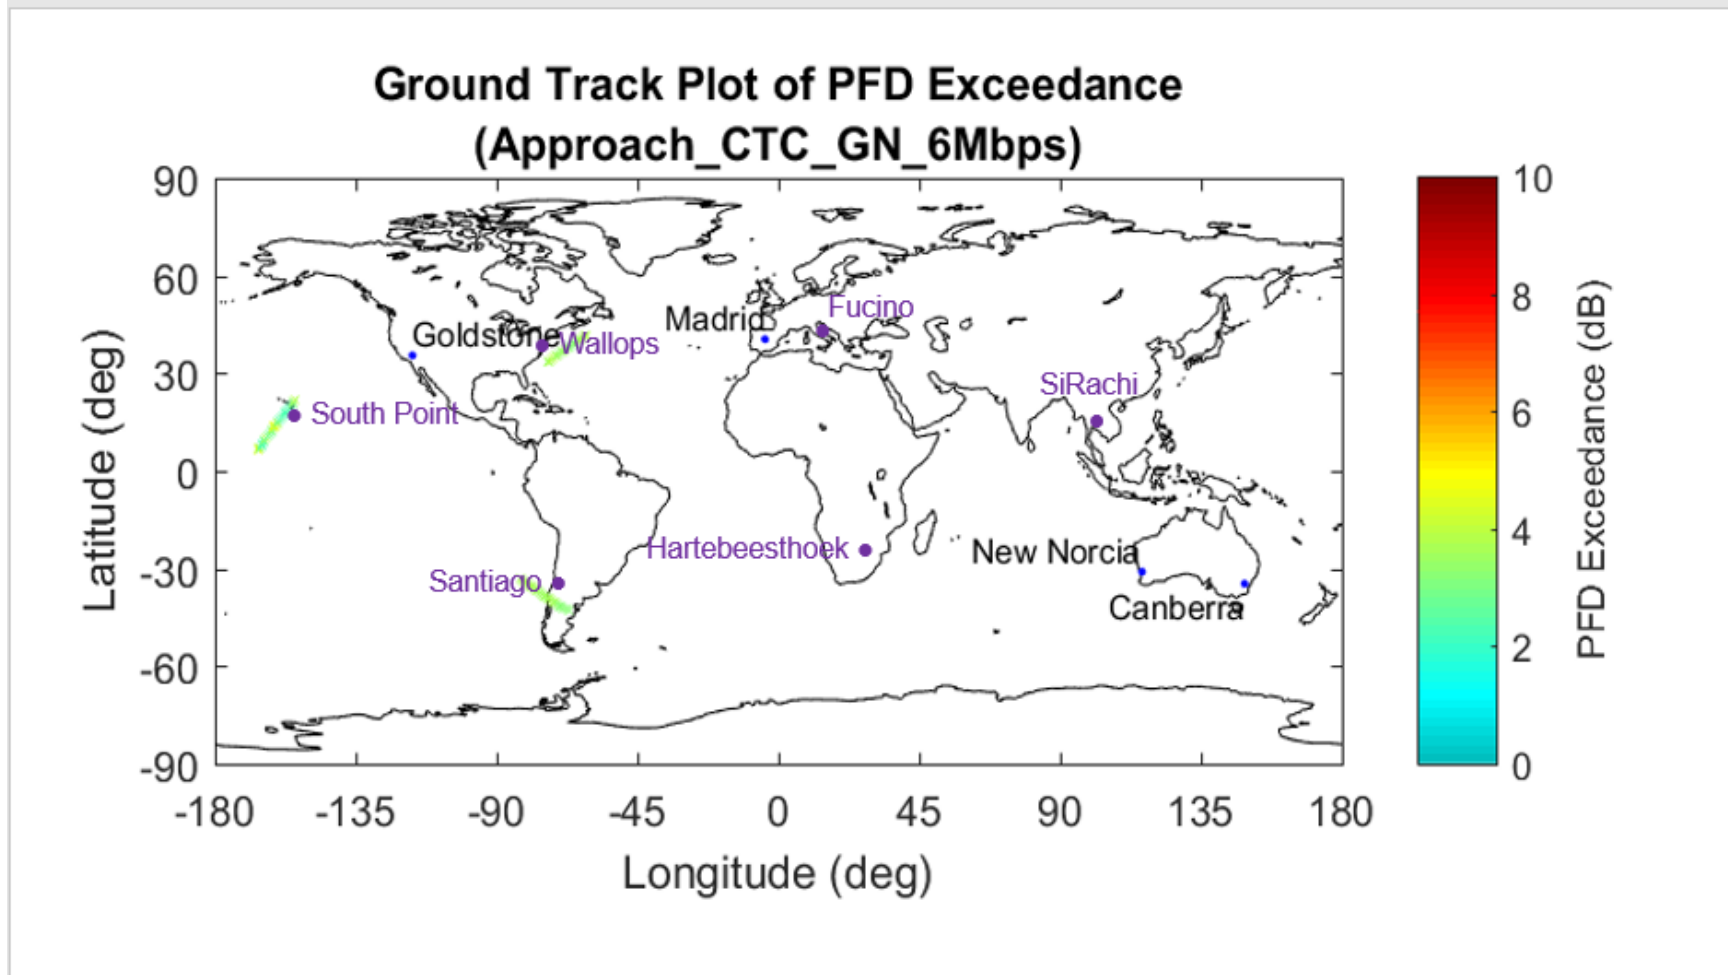 Ground Track Plot of PFD Exceedance
(Approach_CTC_GN_6Mbps)
90
60
30
0
-30
-60
-90
Latitude (deg)
-180
-135
-90
-45
0
45
90
135
180
Longitude (deg)
Goldstone
Wallops
Madrid
Fucino
South Point
SiRachi
Hartebeesthoek
New Norcia
Santiago
Canberra
10
8
6
4
2
0
PFD Exceedance (dB)